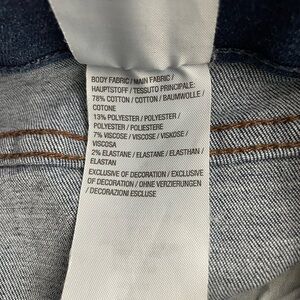 BODY FABRIC / MAIN FABRIC /
HAUPTSTOFF / TESSUTO PRINCIPALE:
78% COTTON / COTTON / BAUMWOLLE /
COTONE
13% POLYESTER / POLYESTER /
POLYESTER / POLIESTERE
7% VISCOSE / VISCOSE / VISKOSE /
VISCOSA
2% ELASTANE / ELASTANE / ELASTHAN /
ELASTAN
EXCLUSIVE OF DECORATION / EXCLUSIVE
OF DECORATION / OHNE VERZIERUNGEN
/ DECORAZIONI ESCLUSE